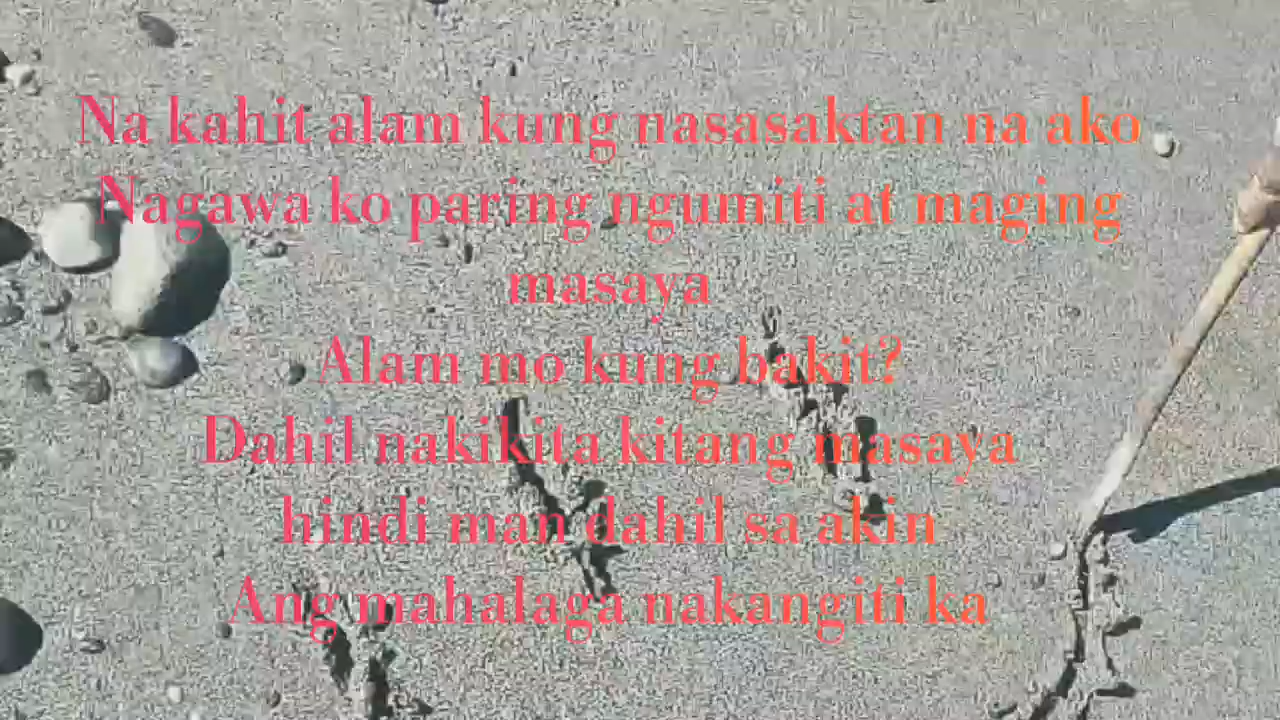 Na kahit alam kung nasasaktan na ako
Nagawa ko paring ngumiti at maging
masaya
Alam mo kung bakit?
Dahil nakikita kitang masaya
hindi man dahil sa akin
Ang mahalaga nakangiti ka